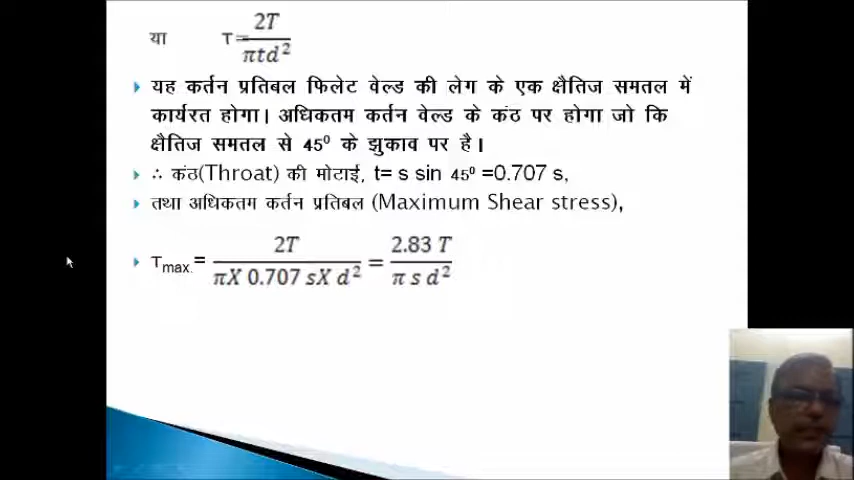 या τ= 2T / πtd²
यह कर्तन प्रतिबल फिलेट वेल्ड की लेग के एक क्षैतिज समतल में
कार्यरत होगा। अधिकतम कर्तन वेल्ड के कंठ पर होगा जो कि
क्षैतिज समतल से 45⁰ के झुकाव पर है।
∴ कंठ(Throat) की मोटाई, t= s sin 45⁰ =0.707 s,
तथा अधिकतम कर्तन प्रतिबल (Maximum Shear stress),
τmax.= 2T / πX 0.707 sX d² = 2.83 T / π s d²